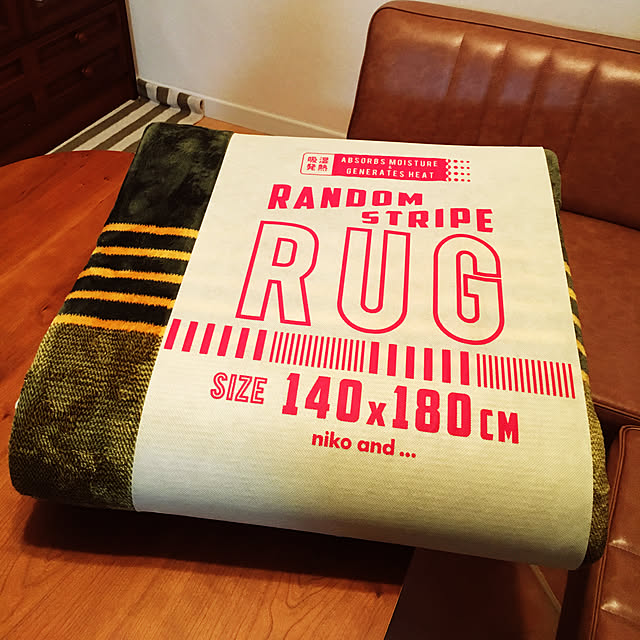 吸湿
発熱
ABSORBS MOISTURE
+
GENERATES HEAT
RANDOM
STRIPE
RUG
SIZE 140x180CM
niko and ...